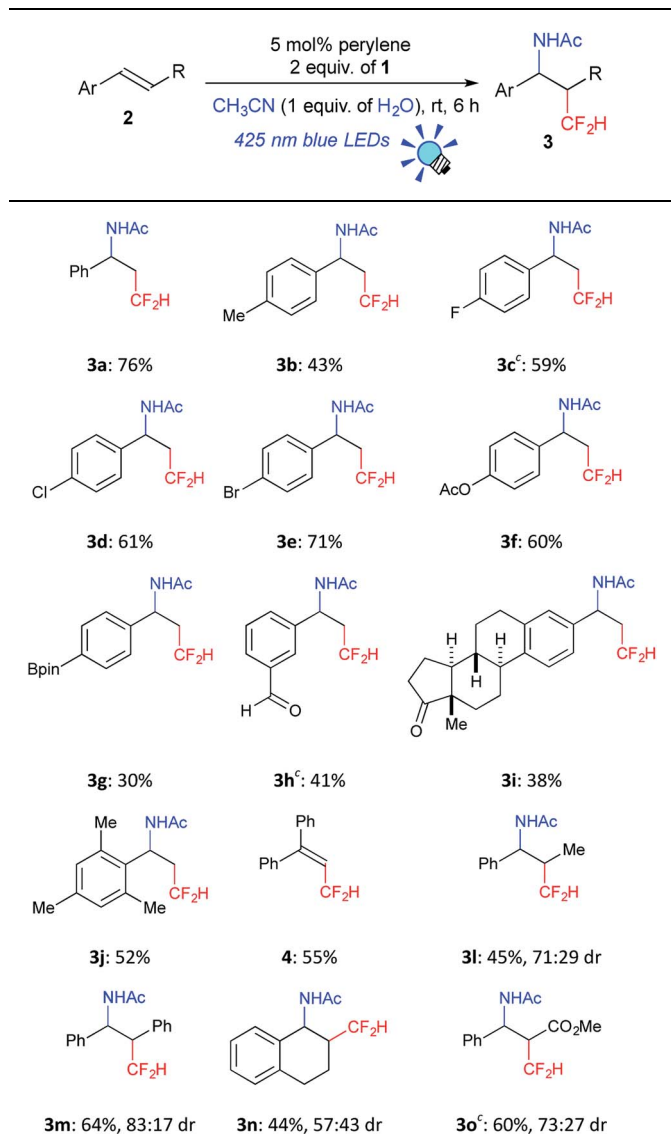 5 mol% perylene
2 equiv. of 1
CH₃CN (1 equiv. of H₂O), rt, 6 h
425 nm blue LEDs
Ar R
2
NHAc
Ar R
CF₂H
3
NHAc NHAc NHAc
Ph CF₂H Me CF₂H F CF₂H
3a: 76% 3b: 43% 3cᶜ: 59%
NHAc NHAc NHAc
Cl CF₂H Br CF₂H AcO CF₂H
3d: 61% 3e: 71% 3f: 60%
NHAc NHAc NHAc
Bpin CF₂H H O CF₂H O Me H H H CF₂H
3g: 30% 3hᶜ: 41% 3i: 38%
Me NHAc Ph NHAc
Me Me CF₂H Ph CF₂H Ph Me CF₂H
3j: 52% 4: 55% 3l: 45%, 71:29 dr
NHAc NHAc NHAc
Ph Ph CF₂H CF₂H Ph CO₂Me CF₂H
3m: 64%, 83:17 dr 3n: 44%, 57:43 dr 3oᶜ: 60%, 73:27 dr